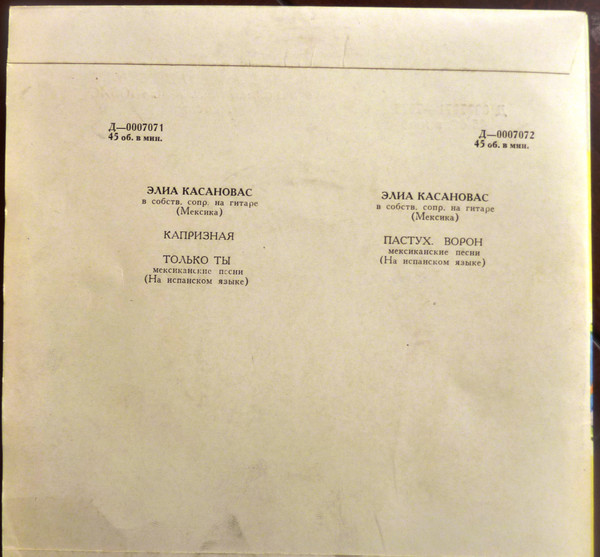 Д—0007071
45 об. в мин.
ЭЛИА КАСАНОВАС
в собств. сопр. на гитаре
(Мексика)
КАПРИЗНАЯ
ТОЛЬКО ТЫ
мексиканские песни
(На испанском языке)
Д—0007072
45 об. в мин.
ЭЛИА КАСАНОВАС
в собств. сопр. на гитаре
(Мексика)
ПАСТУХ. ВОРОН
мексиканские песни
(На испанском языке)